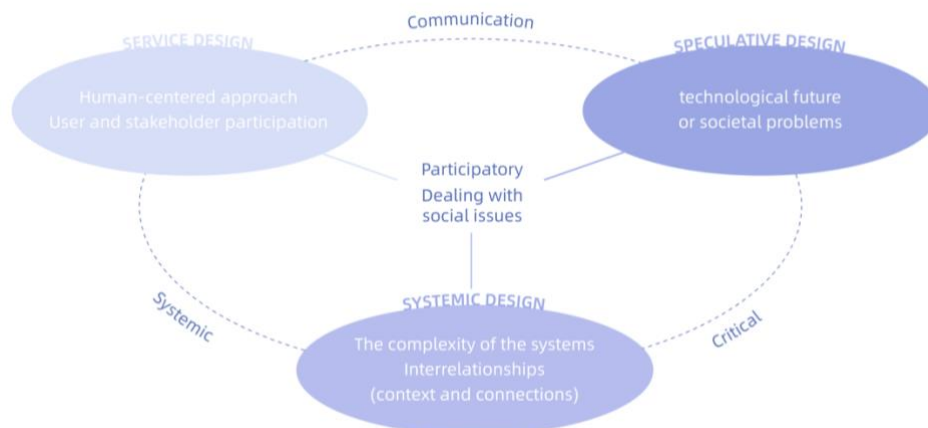 Communication
SERVICE DESIGN
Human-centered approach
User and stakeholder participation
SPECULATIVE DESIGN
technological future
or societal problems
Participatory
Dealing with
social issues
Systemic
Critical
SYSTEMIC DESIGN
The complexity of the systems
Interrelationships
(context and connections)